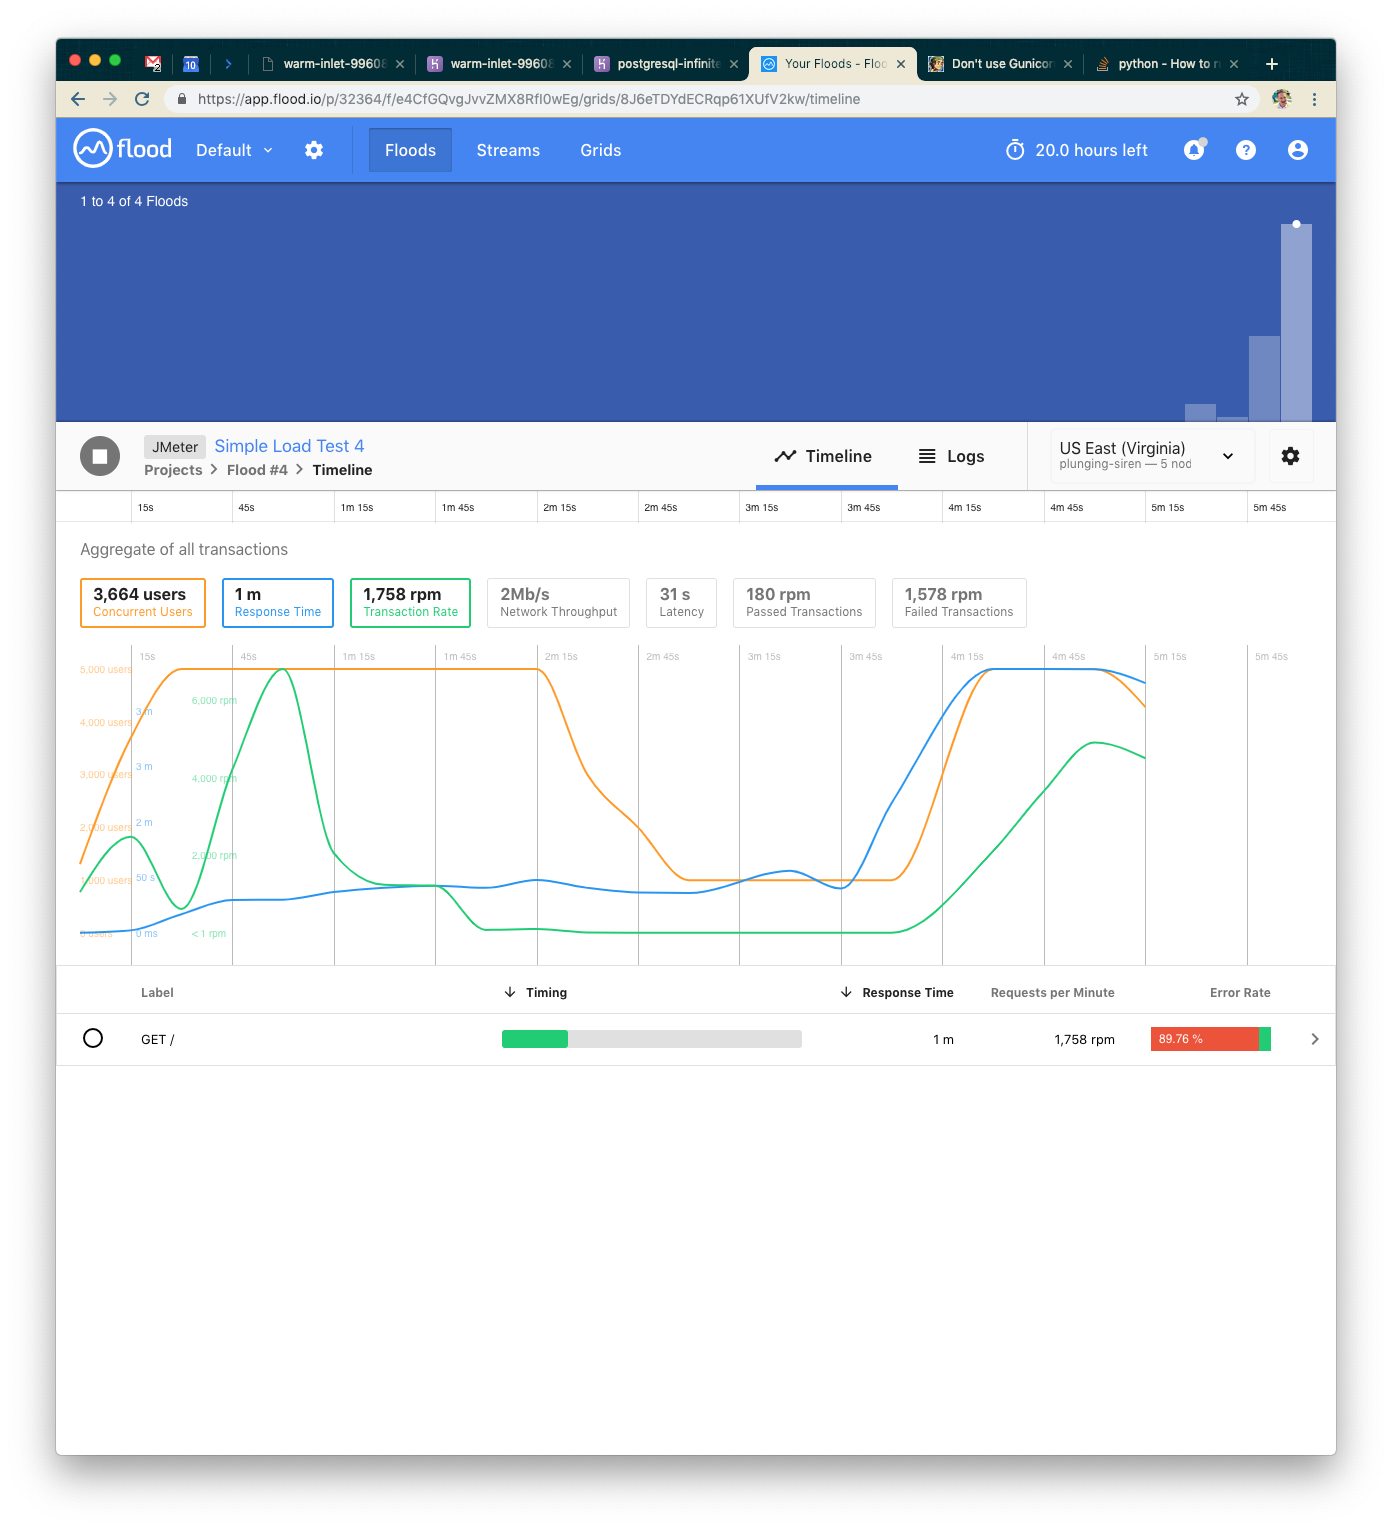 2
10
warm-inlet-99608
warm-inlet-99608
postgresql-infinite
Your Floods - Floo
Don't use Gunicorn
python - How to r
https://app.flood.io/p/32364/f/e4CfGQvgJvvZMX8RfI0wEg/grids/8J6eTDYdECRqp61XUfV2kw/timeline
flood
Default
Floods
Streams
Grids
20.0 hours left
1 to 4 of 4 Floods
JMeter Simple Load Test 4
Projects > Flood #4 > Timeline
Timeline
Logs
US East (Virginia)
plunging-siren — 5 nod
15s 45s 1m 15s 1m 45s 2m 15s 2m 45s 3m 15s 3m 45s 4m 15s 4m 45s 5m 15s 5m 45s
Aggregate of all transactions
3,664 users
Concurrent Users
1 m
Response Time
1,758 rpm
Transaction Rate
2Mb/s
Network Throughput
31 s
Latency
180 rpm
Passed Transactions
1,578 rpm
Failed Transactions
15s 45s 1m 15s 1m 45s 2m 15s 2m 45s 3m 15s 3m 45s 4m 15s 4m 45s 5m 15s 5m 45s
5,000 users
6,000 rpm
3 m
4,000 users
3 m
3,000 users
4,000 rpm
2 m
2,000 users
2,000 rpm
50 s
1,000 users
0 users
0 ms
< 1 rpm
Label Timing Response Time Requests per Minute Error Rate
GET / 1 m 1,758 rpm 89.76 %